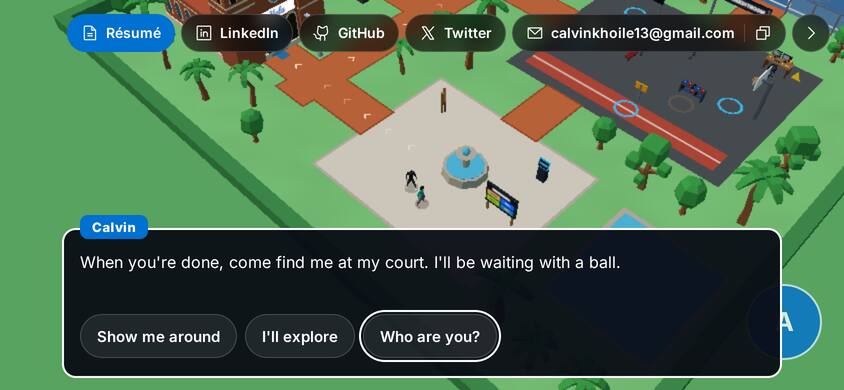 Résumé
LinkedIn
GitHub
Twitter
calvinkhoile13@gmail.com
Calvin
When you're done, come find me at my court. I'll be waiting with a ball.
Show me around
I'll explore
Who are you?
A